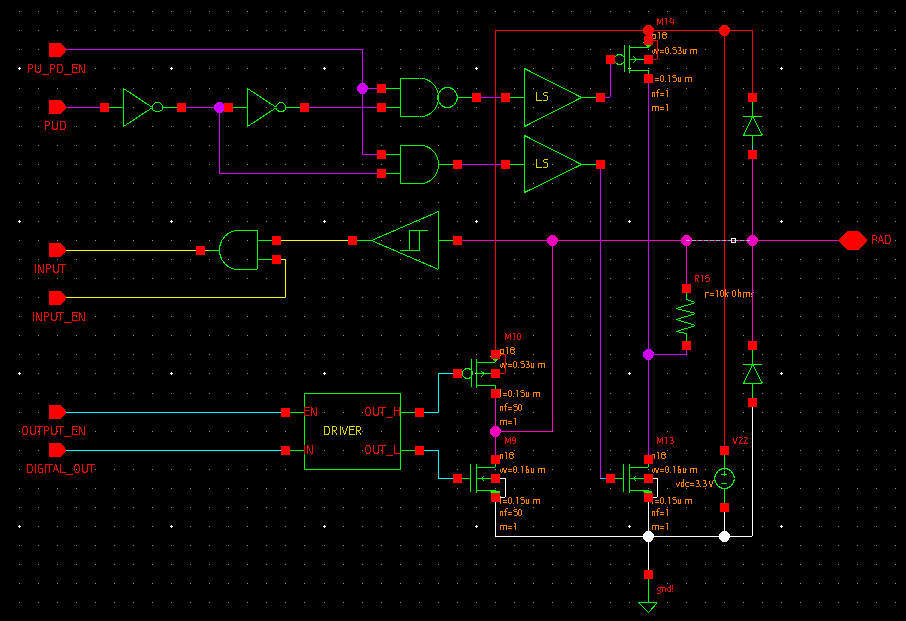 M14
n18
w=0.53u m
l=0.15u m
nf=1
m=1
PU_PD_EN
PUD
LS
LS
PAD
INPUT
INPUT_EN
R15
r=10k Ohms
M10
n18
w=0.53u m
l=0.15u m
nf=50
m=1
EN
OUT_H
OUTPUT_EN
DRIVER
IN
OUT_L
DIGITAL_OUT
M9
n18
w=0.16u m
l=0.15u m
nf=50
m=1
M13
n18
w=0.16u m
l=0.15u m
nf=1
m=1
V22
vdc=3.3V
gnd!